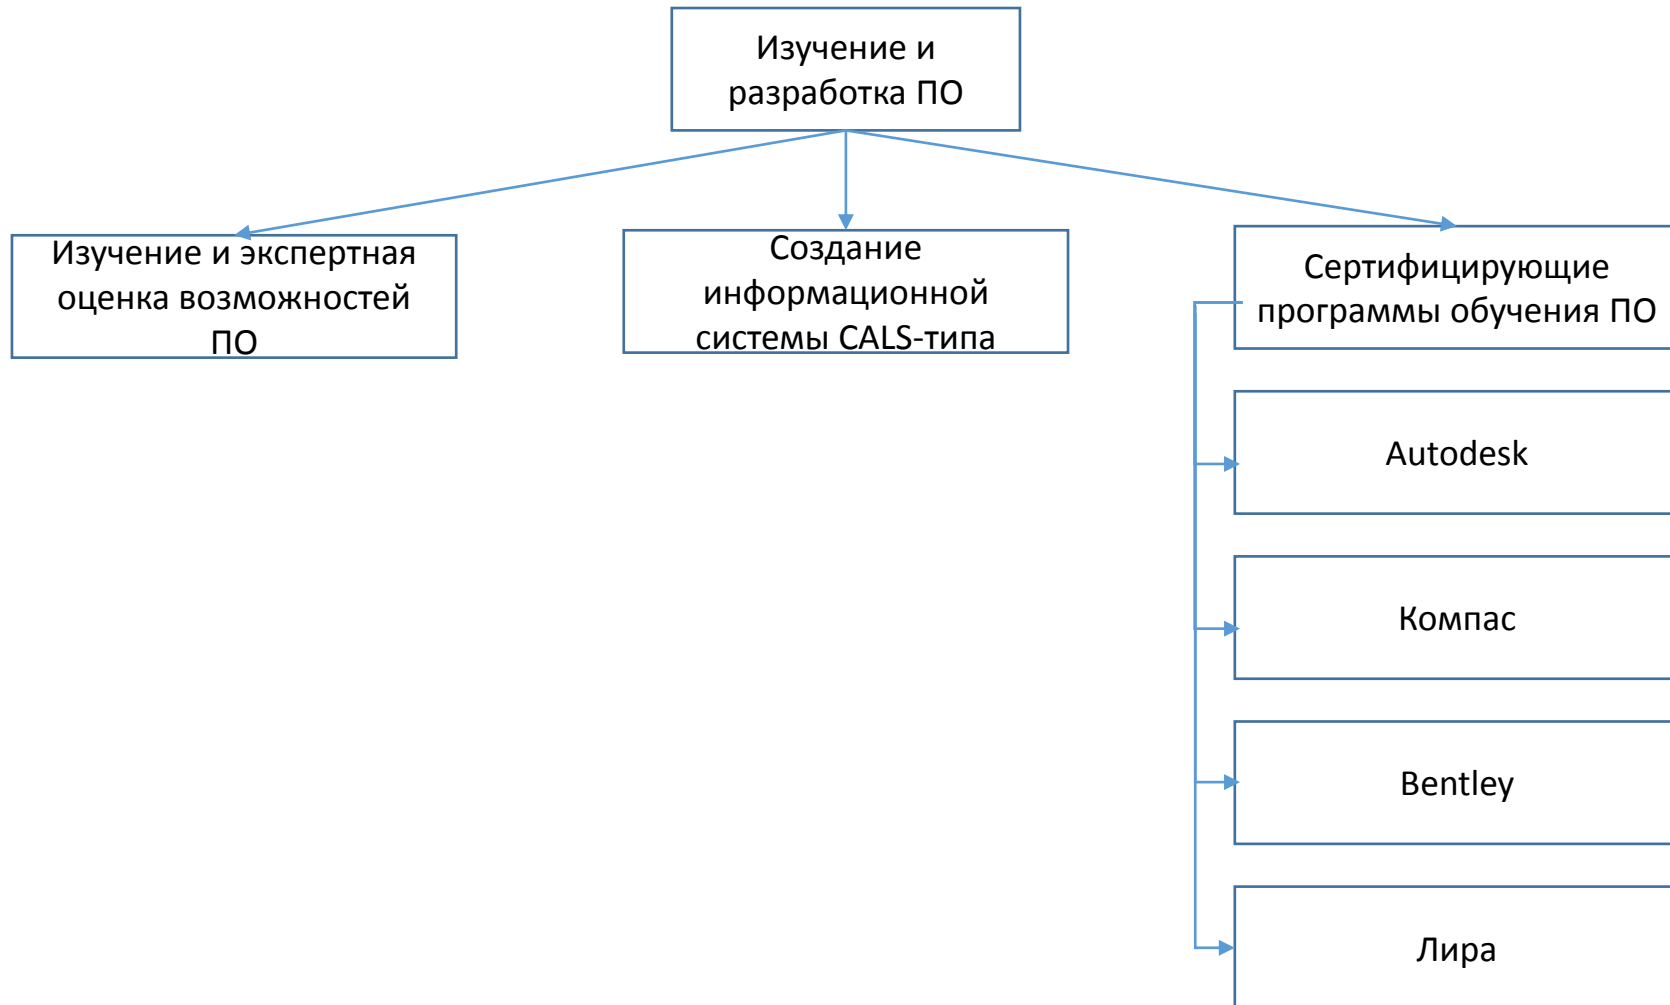 Изучение и
разработка ПО
Изучение и экспертная
оценка возможностей
ПО
Создание
информационной
системы CALS-типа
Сертифицирующие
программы обучения ПО
Autodesk
Компас
Bentley
Лира